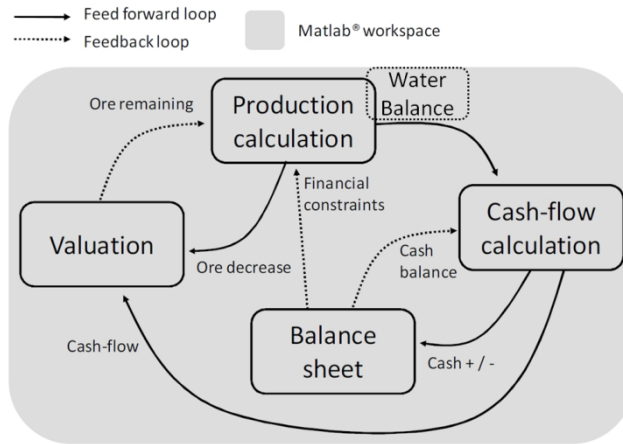 Feed forward loop
Feedback loop
Matlab® workspace
Water
Balance
Ore remaining
Production
calculation
Financial
constraints
Cash-flow
calculation
Valuation
Ore decrease
Cash
balance
Balance
sheet
Cash-flow
Cash + / -